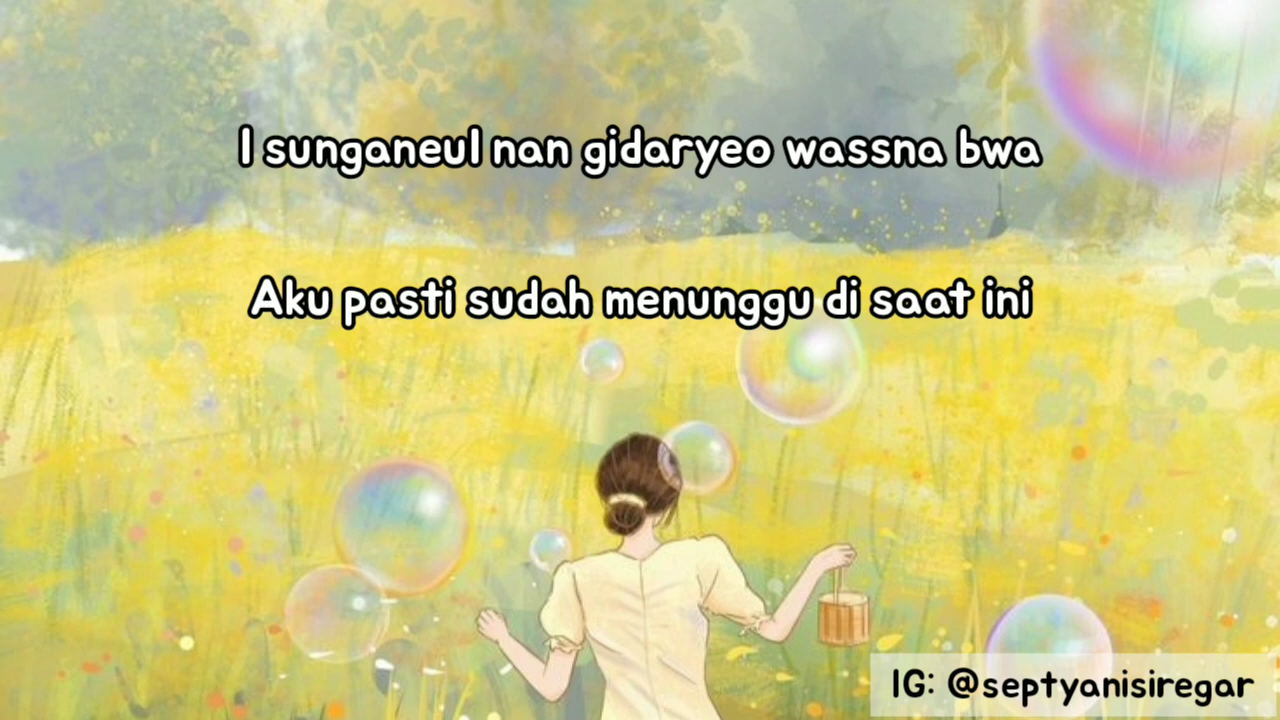 I sunganeul nan gidaryeo wassna bwa
Aku pasti sudah menunggu di saat ini
IG: @septyanisiregar